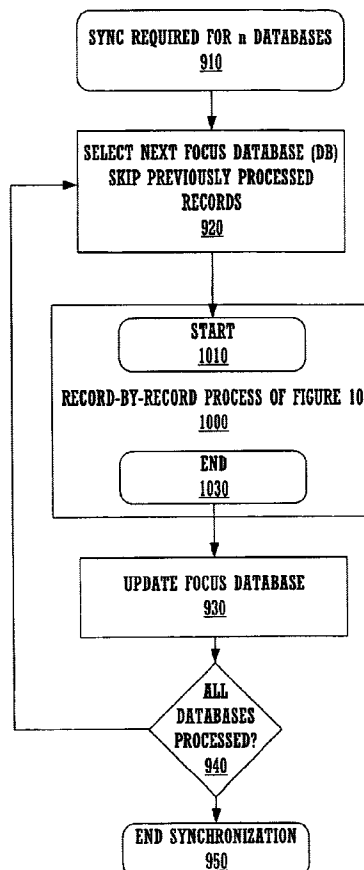 SYNC REQUIRED FOR n DATABASES
910
SELECT NEXT FOCUS DATABASE (DB)
SKIP PREVIOUSLY PROCESSED
RECORDS
920
START
1010
RECORD-BY-RECORD PROCESS OF FIGURE 10
1000
END
1030
UPDATE FOCUS DATABASE
930
ALL
DATABASES
PROCESSED?
940
END SYNCHRONIZATION
950